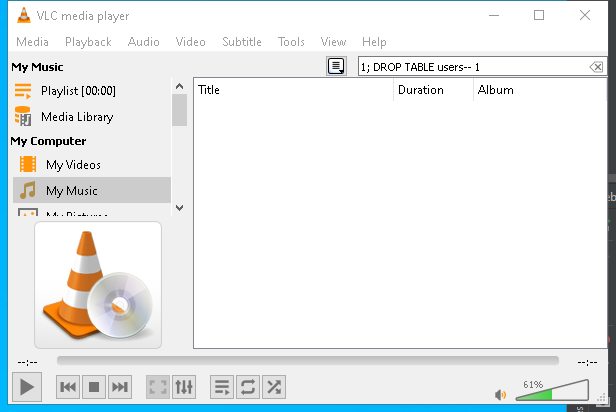 VLC media player
Media Playback Audio Video Subtitle Tools View Help
My Music
1; DROP TABLE users-- 1
Playlist [00:00]
Media Library
My Computer
My Videos
My Music
My Pictures
Title Duration Album
--:-- --:--
61%